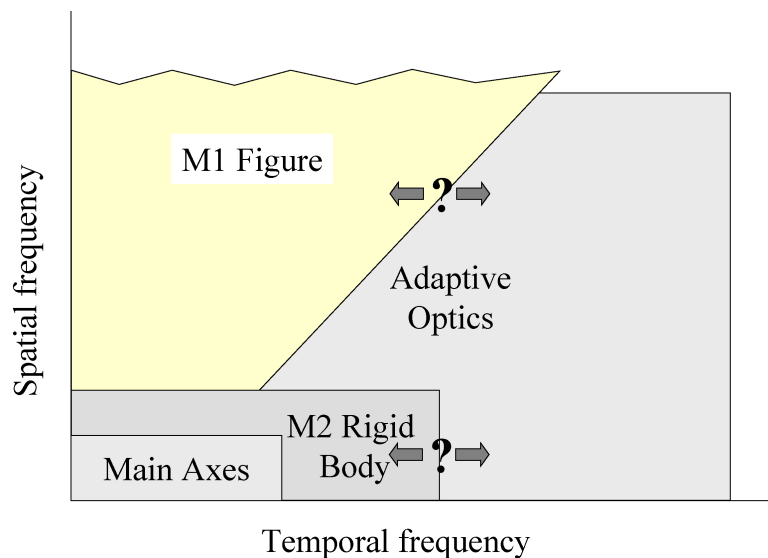 M1 Figure
?
Adaptive
Optics
M2 Rigid
Body
?
Main Axes
Spatial frequency
Temporal frequency